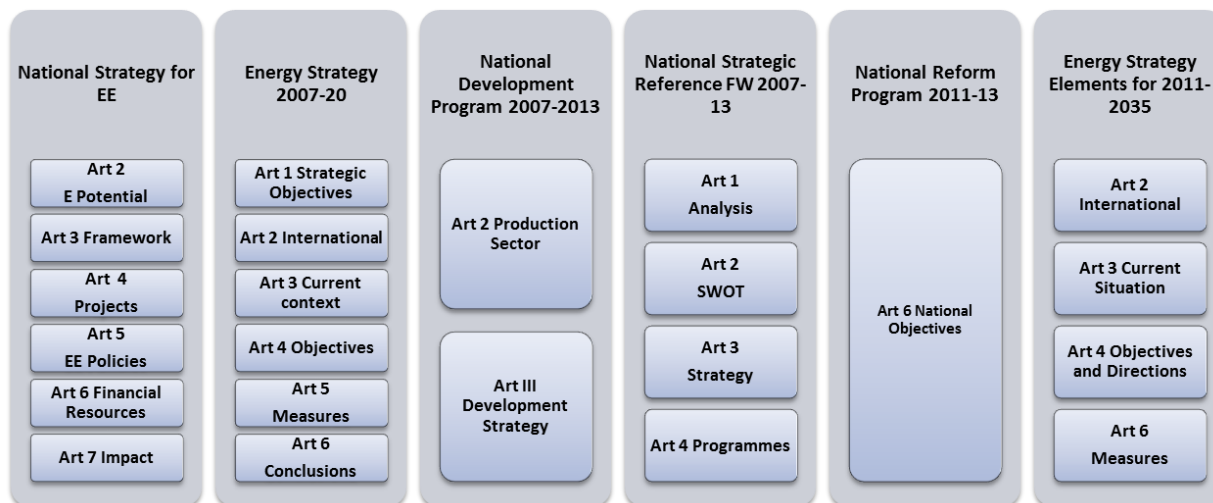 National Strategy for
EE
Art 2
E Potential
Art 3 Framework
Art 4
Projects
Art 5
EE Policies
Art 6 Financial
Resources
Art 7 Impact
Energy Strategy
2007-20
Art 1 Strategic
Objectives
Art 2 International
Art 3 Current
context
Art 4 Objectives
Art 5
Measures
Art 6
Conclusions
National
Development
Program 2007-2013
Art 2 Production
Sector
Art III
Development
Strategy
National Strategic
Reference FW 2007-
13
Art 1
Analysis
Art 2
SWOT
Art 3
Strategy
Art 4 Programmes
National Reform
Program 2011-13
Art 6 National
Objectives
Energy Strategy
Elements for 2011-
2035
Art 2
International
Art 3 Current
Situation
Art 4 Objectives
and Directions
Art 6
Measures